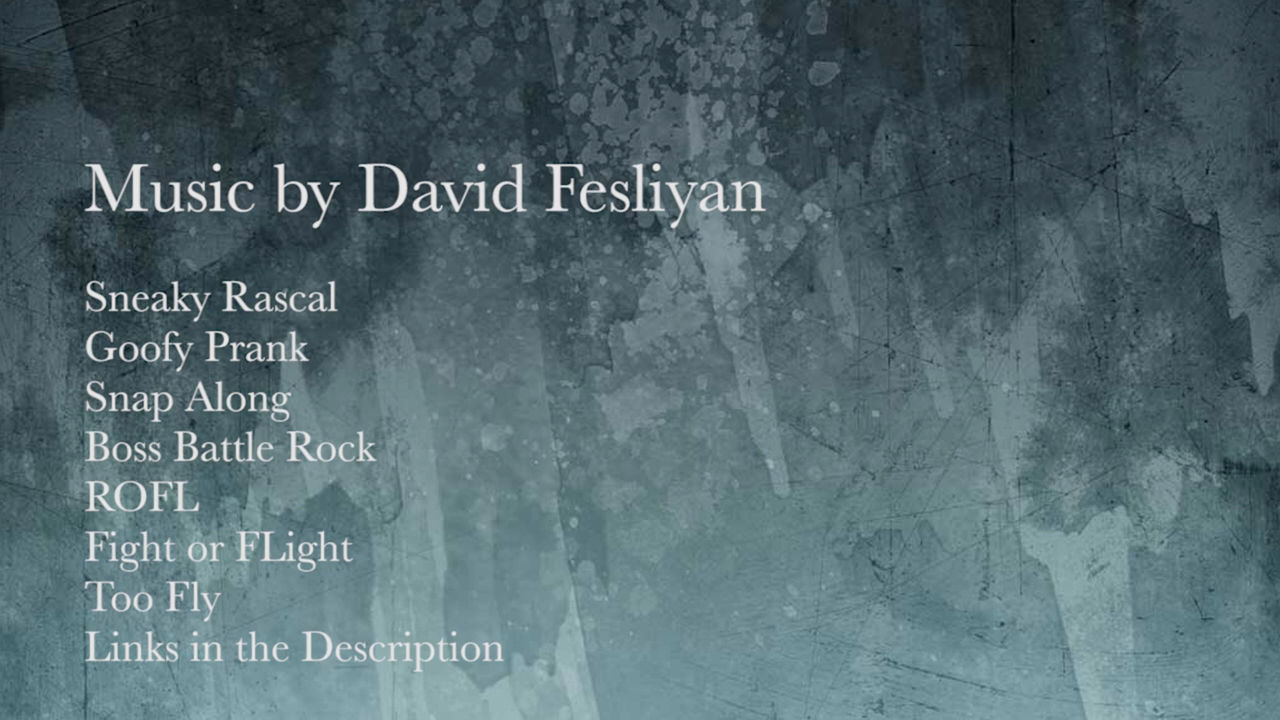 Music by David Fesliyan
Sneaky Rascal
Goofy Prank
Snap Along
Boss Battle Rock
ROFL
Fight or FLight
Too Fly
Links in the Description